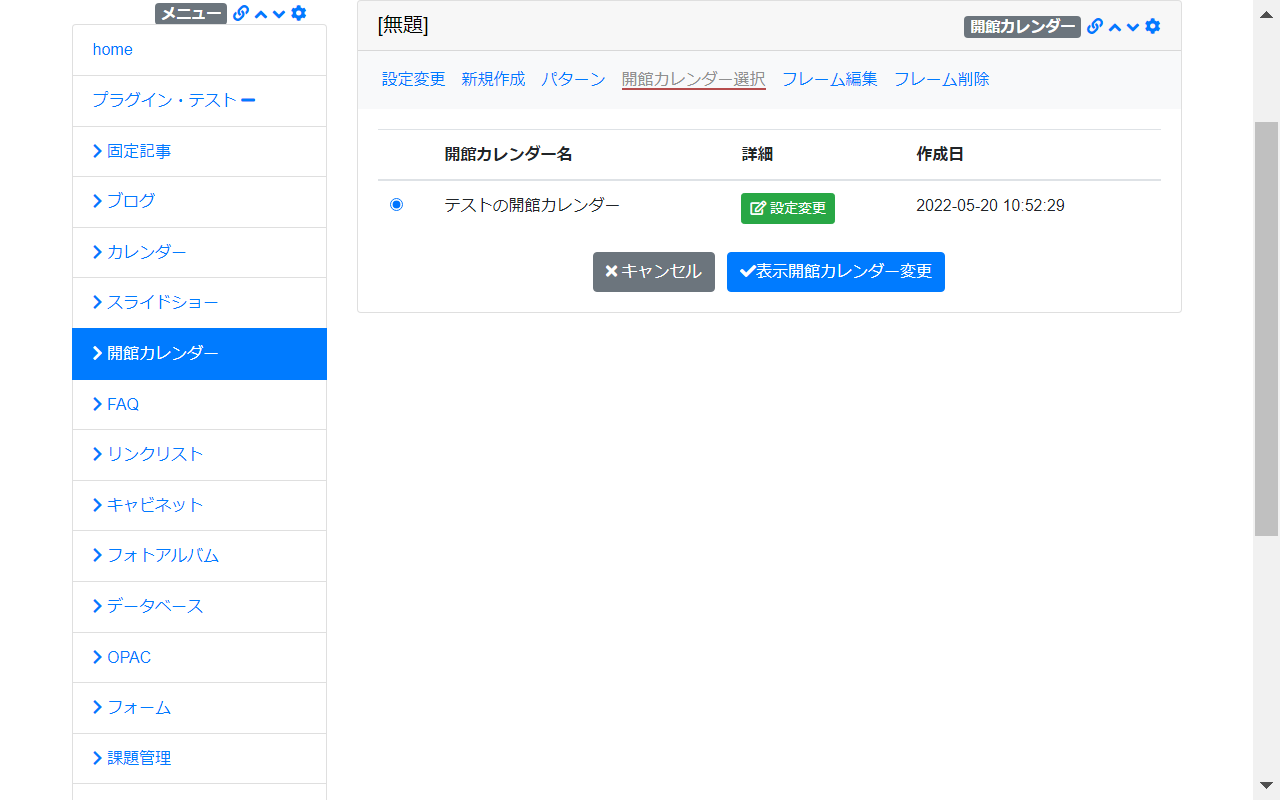 メニュー
home
プラグイン・テスト
固定記事
ブログ
カレンダー
スライドショー
開館カレンダー
FAQ
リンクリスト
キャビネット
フォトアルバム
データベース
OPAC
フォーム
課題管理
[無題]
開館カレンダー
設定変更 新規作成 パターン 開館カレンダー選択 フレーム編集 フレーム削除
開館カレンダー名 詳細 作成日
テストの開館カレンダー 設定変更 2022-05-20 10:52:29
キャンセル 表示開館カレンダー変更